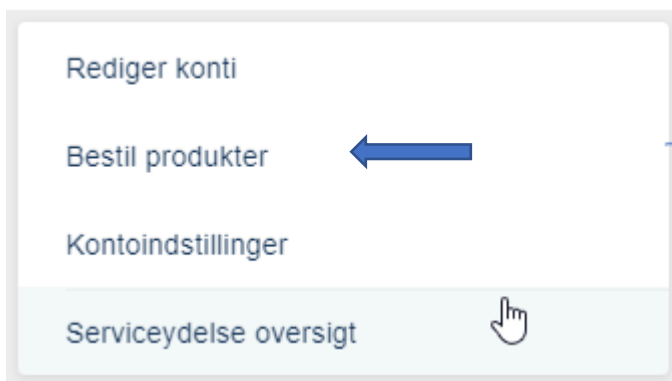 Rediger konti
Bestil produkter
Kontoindstillinger
Serviceydelse oversigt